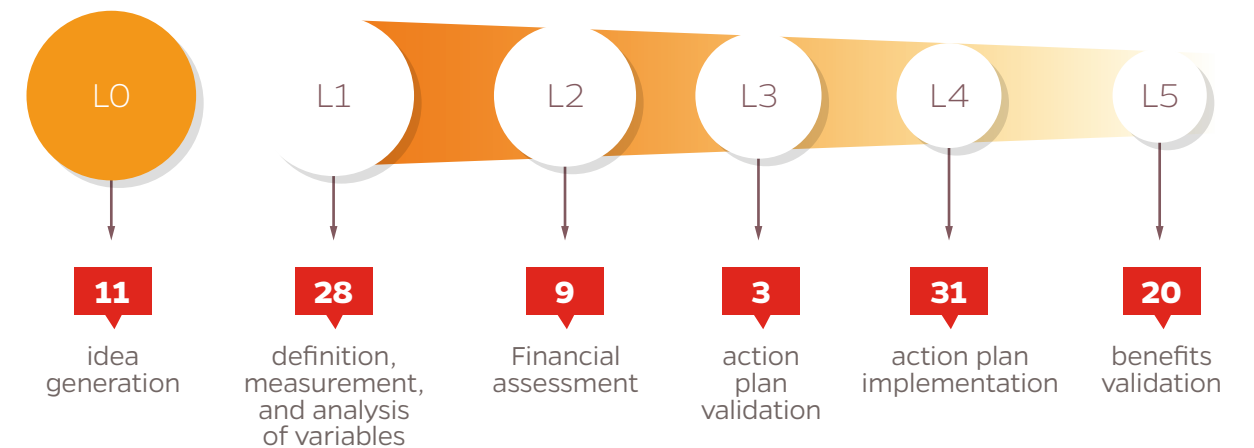 L0
L1
L2
L3
L4
L5
11
28
9
3
31
20
idea
generation
definition,
measurement,
and analysis
of variables
Financial
assessment
action
plan
validation
action plan
implementation
benefits
validation